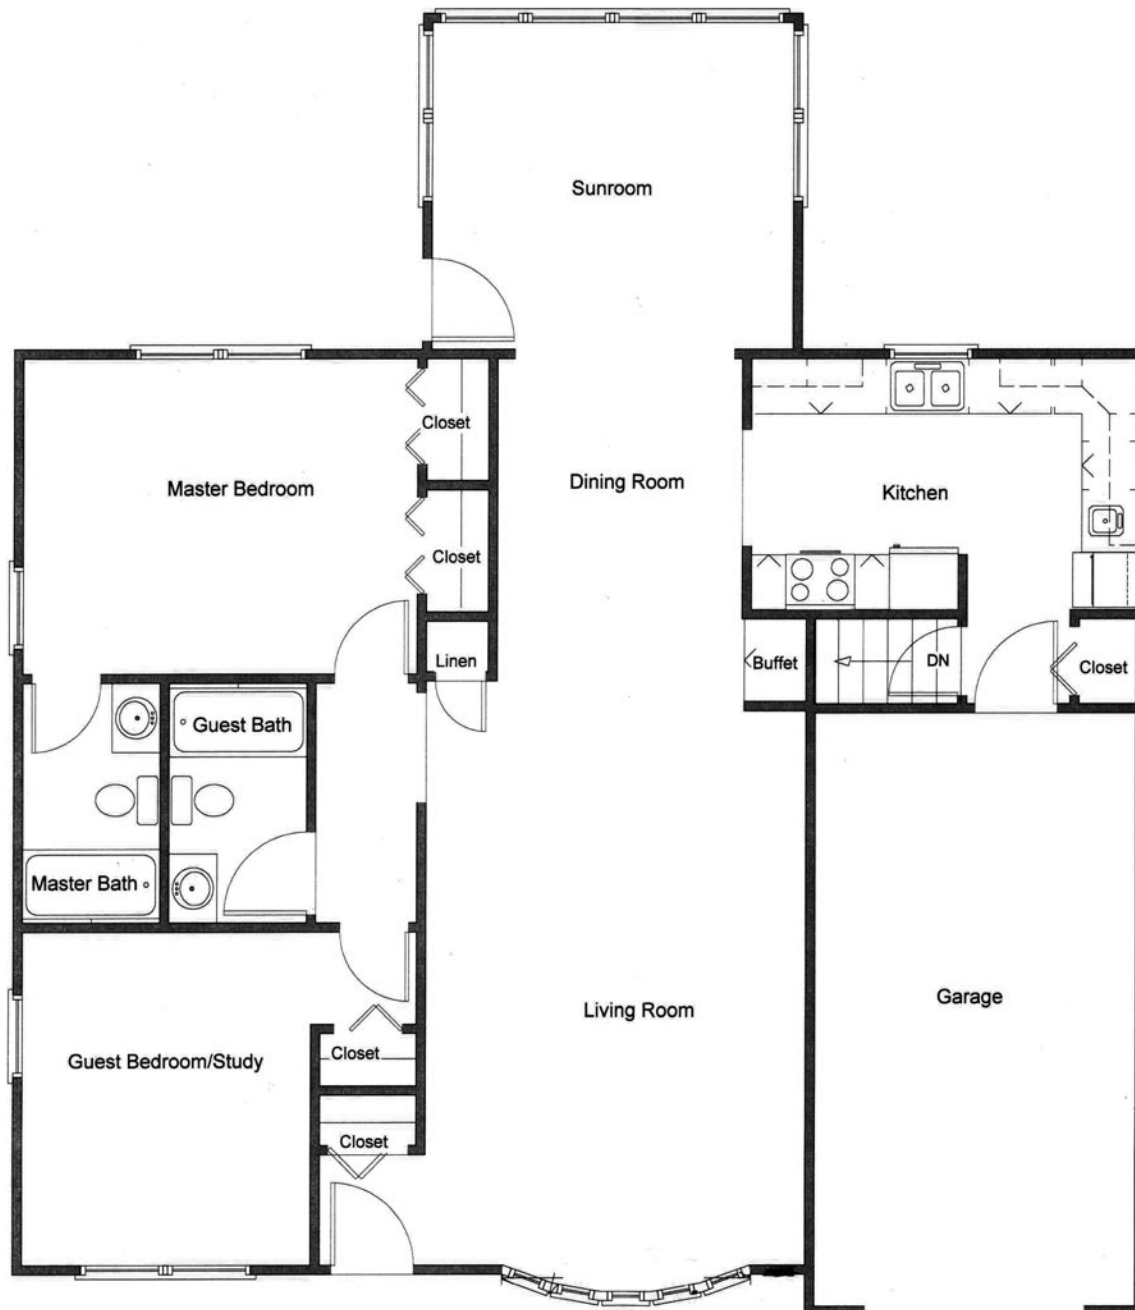 Sunroom
Closet
Master Bedroom
Dining Room
Kitchen
Closet
Linen
Buffet
DN
Closet
Guest Bath
Master Bath
Living Room
Garage
Guest Bedroom/Study
Closet
Closet